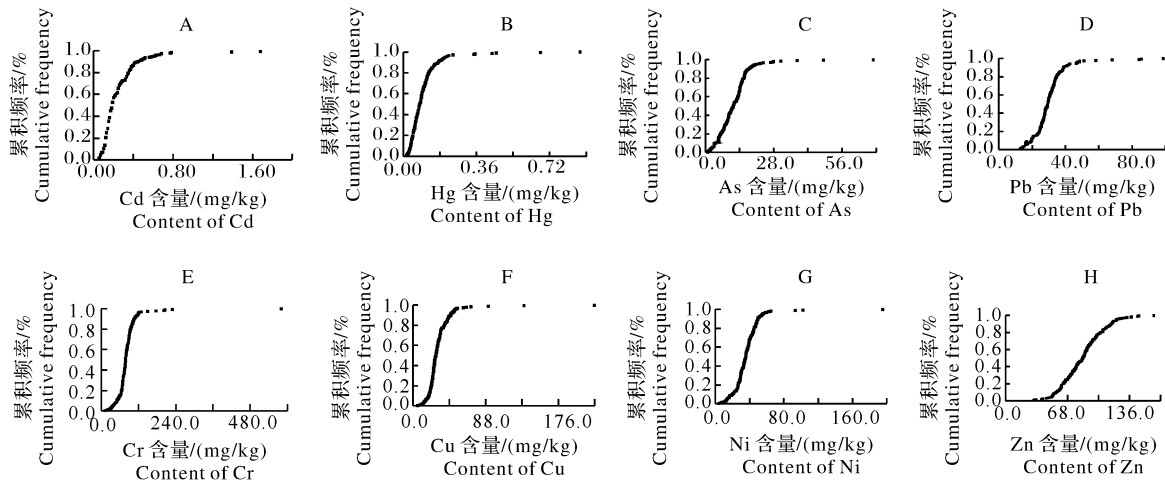 A
累积频率/%
Cumulative frequency
1.0
0.8
0.6
0.4
0.2
0.0
0.00
0.80
1.60
Cd 含量/(mg/kg)
Content of Cd
B
累积频率/%
Cumulative frequency
1.0
0.8
0.6
0.4
0.2
0.0
0.00
0.36
0.72
Hg 含量/(mg/kg)
Content of Hg
C
累积频率/%
Cumulative frequency
1.0
0.8
0.6
0.4
0.2
0.0
0.0
28.0
56.0
As 含量/(mg/kg)
Content of As
D
累积频率/%
Cumulative frequency
1.0
0.8
0.6
0.4
0.2
0.0
0.0
40.0
80.0
Pb 含量/(mg/kg)
Content of Pb
E
累积频率/%
Cumulative frequency
1.0
0.8
0.6
0.4
0.2
0.0
0.0
240.0
480.0
Cr 含量/(mg/kg)
Content of Cr
F
累积频率/%
Cumulative frequency
1.0
0.8
0.6
0.4
0.2
0.0
0.0
88.0
176.0
Cu 含量/(mg/kg)
Content of Cu
G
累积频率/%
Cumulative frequency
1.0
0.8
0.6
0.4
0.2
0.0
0.0
80.0
160.0
Ni 含量/(mg/kg)
Content of Ni
H
累积频率/%
Cumulative frequency
1.0
0.8
0.6
0.4
0.2
0.0
0.0
68.0
136.0
Zn 含量/(mg/kg)
Content of Zn